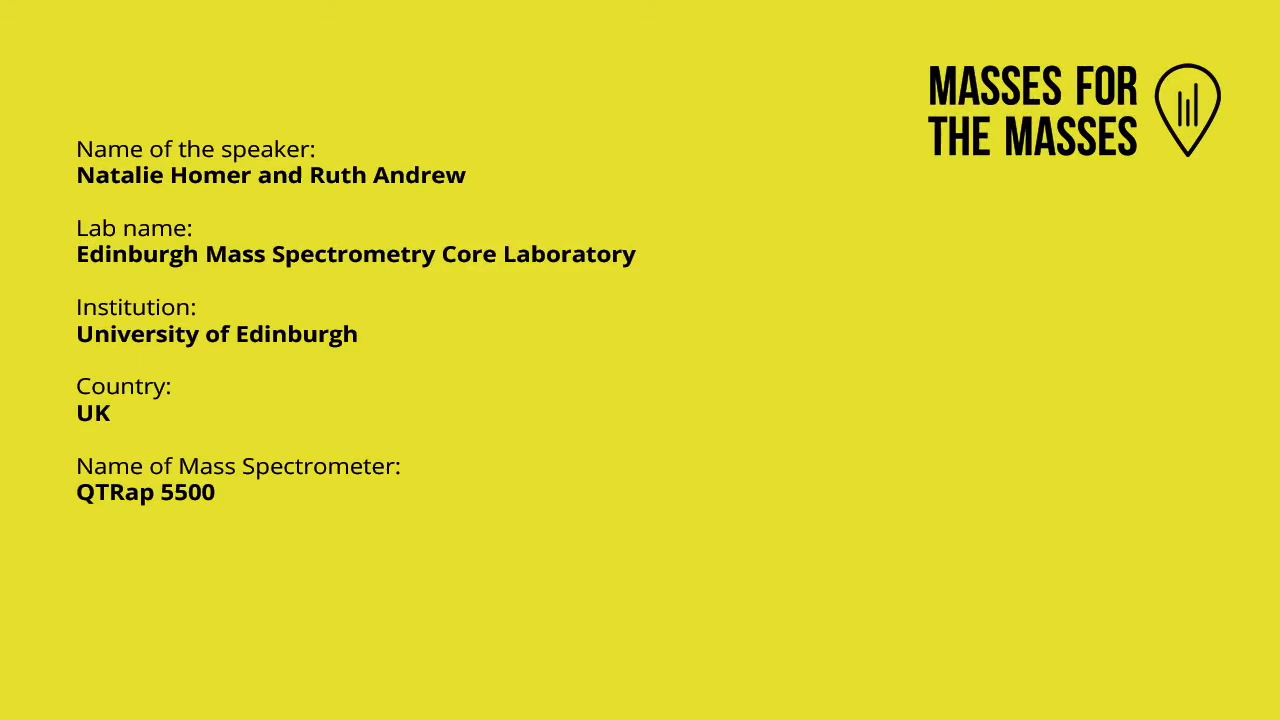 MASSES FOR
THE MASSES
Name of the speaker:
Natalie Homer and Ruth Andrew
Lab name:
Edinburgh Mass Spectrometry Core Laboratory
Institution:
University of Edinburgh
Country:
UK
Name of Mass Spectrometer:
QTRap 5500